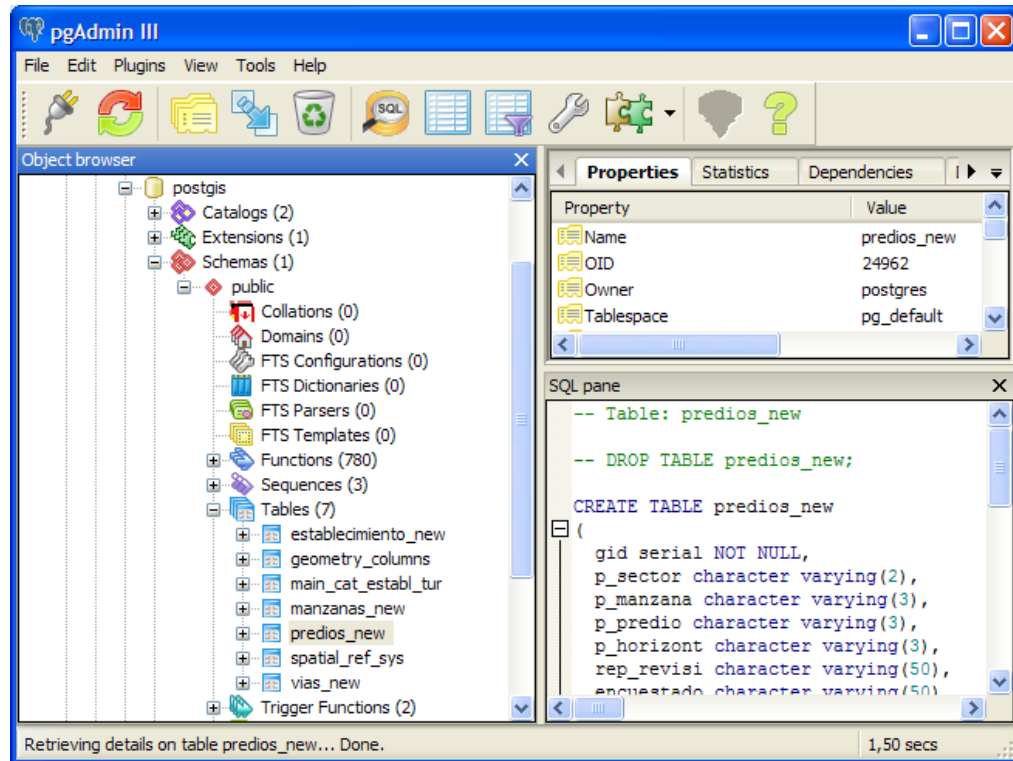 pgAdmin III
File Edit Plugins View Tools Help
SQL
Object browser
postgis
Catalogs (2)
Extensions (1)
Schemas (1)
public
Collations (0)
Domains (0)
FTS Configurations (0)
FTS Dictionaries (0)
FTS Parsers (0)
FTS Templates (0)
Functions (780)
Sequences (3)
Tables (7)
establecimiento_new
geometry_columns
main_cat_establ_tur
manzanas_new
predios_new
spatial_ref_sys
vias_new
Trigger Functions (2)
Properties Statistics Dependencies
Property Value
Name predios_new
OID 24962
Owner postgres
Tablespace pg_default
SQL pane
-- Table: predios_new
-- DROP TABLE predios_new;
CREATE TABLE predios_new
(
gid serial NOT NULL,
p_sector character varying(2),
p_manzana character varying(3),
p_predio character varying(3),
p_horizont character varying(3),
rep_revisi character varying(50),
encuestado character varying(50)
Retrieving details on table predios_new... Done.
1,50 secs